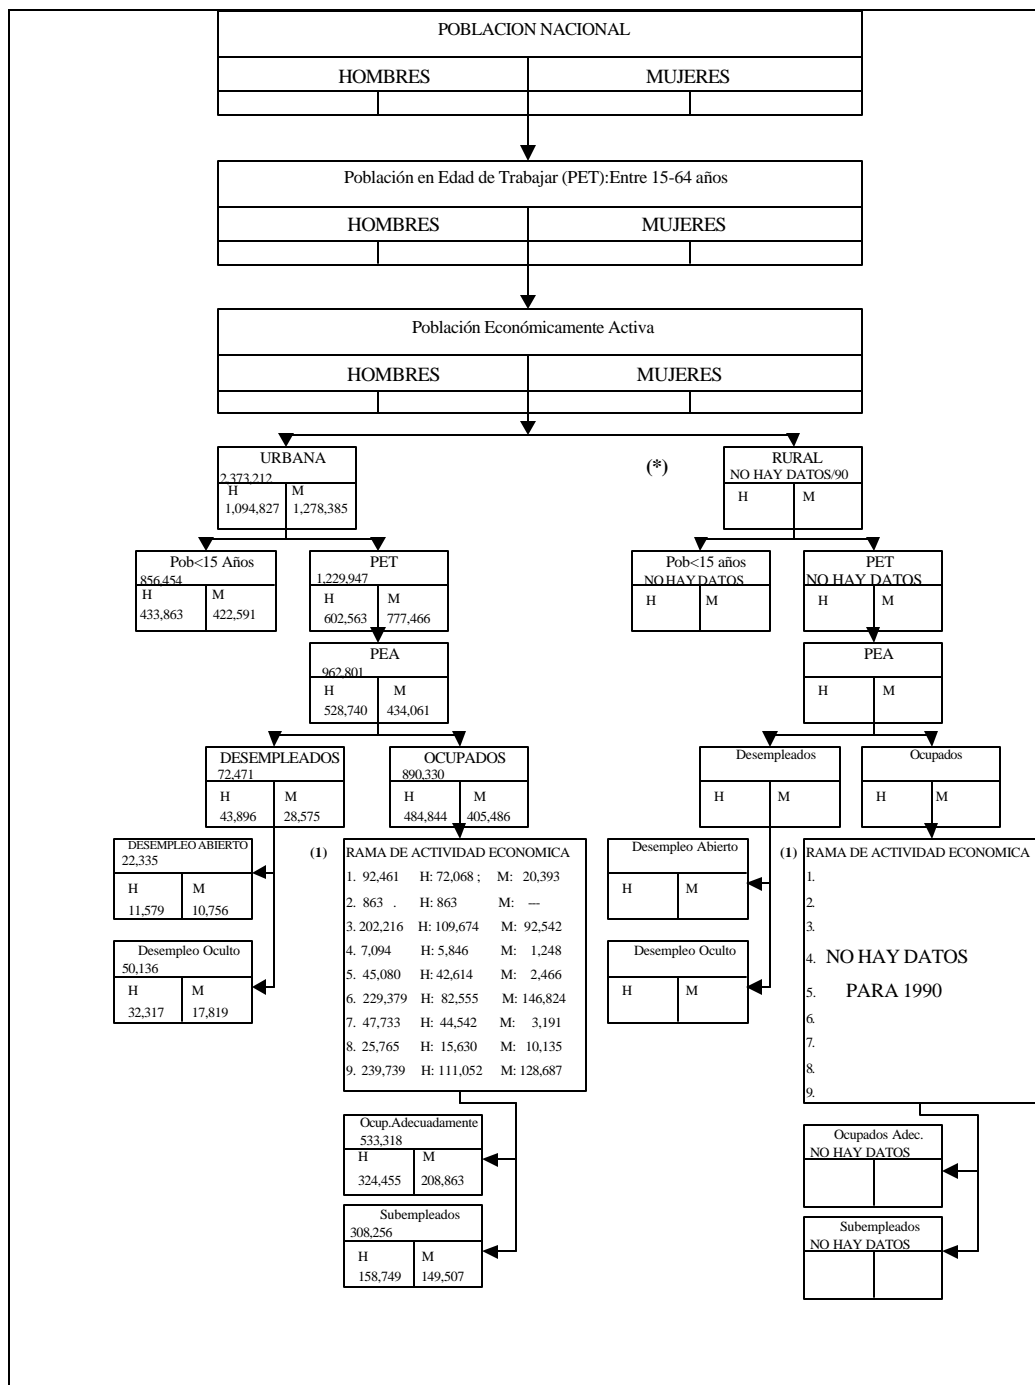 POBLACION NACIONAL
HOMBRES MUJERES
Población en Edad de Trabajar (PET):Entre 15-64 años
HOMBRES MUJERES
Población Económicamente Activa
HOMBRES MUJERES
URBANA
2,373,212
H M
1,094,827 1,278,385
(*)
RURAL
NO HAY DATOS/90
H M
Pob<15 Años
856,454
H M
433,863 422,591
PET
1,229,947
H M
602,563 777,466
Pob<15 años
NO HAY DATOS
H M
PET
NO HAY DATOS
H M
PEA
962,801
H M
528,740 434,061
PEA
H M
DESEMPLEADOS
72,471
H M
43,896 28,575
OCUPADOS
890,330
H M
484,844 405,486
Desempleados
H M
Ocupados
H M
DESEMPLEO ABIERTO
22,335
H M
11,579 10,756
Desempleo Oculto
50,136
H M
32,317 17,819
(1) RAMA DE ACTIVIDAD ECONOMICA
1. 92,461 H: 72,068 ; M: 20,393
2. 863 . H: 863 M: ---
3. 202,216 H: 109,674 M: 92,542
4. 7,094 H: 5,846 M: 1,248
5. 45,080 H: 42,614 M: 2,466
6. 229,379 H: 82,555 M: 146,824
7. 47,733 H: 44,542 M: 3,191
8. 25,765 H: 15,630 M: 10,135
9. 239,739 H: 111,052 M: 128,687
Desempleo Abierto
H M
Desempleo Oculto
H M
(1) RAMA DE ACTIVIDAD ECONOMICA
1.
2.
3.
4. NO HAY DATOS
5. PARA 1990
6.
7.
8.
9.
Ocup.Adecuadamente
533,318
H M
324,455 208,863
Subempleados
308,256
H M
158,749 149,507
Ocupados Adec.
NO HAY DATOS
Subempleados
NO HAY DATOS